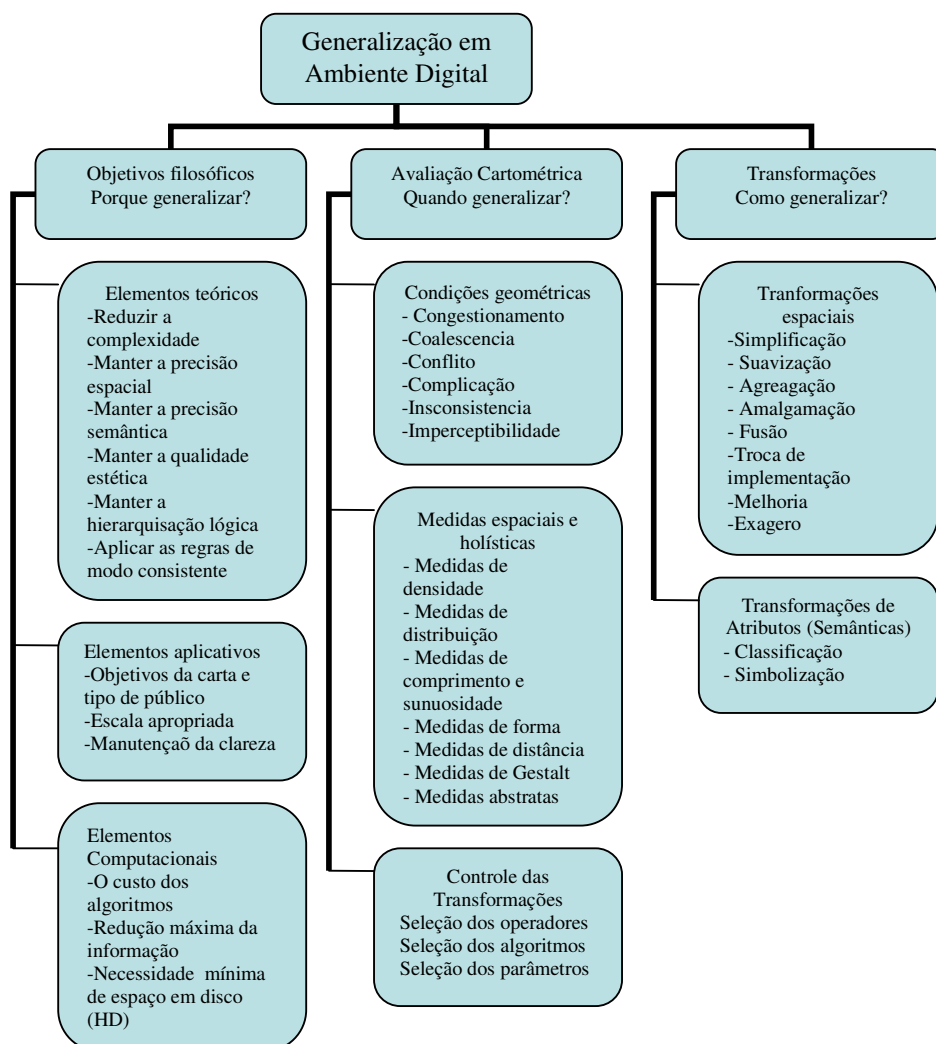 Generalização em
Ambiente Digital
Objetivos filosóficos
Porque generalizar?
Elementos teóricos
-Reduzir a
complexidade
-Manter a precisão
espacial
-Manter a precisão
semântica
-Manter a qualidade
estética
-Manter a
hierarquisação lógica
-Aplicar as regras de
modo consistente
Elementos aplicativos
-Objetivos da carta e
tipo de público
-Escala apropriada
-Manutençaõ da clareza
Elementos
Computacionais
-O custo dos
algoritmos
-Redução máxima da
informação
-Necessidade mínima
de espaço em disco
(HD)
Avaliação Cartométrica
Quando generalizar?
Condições geométricas
- Congestionamento
-Coalescencia
-Conflito
-Complicação
-Insconsistencia
-Imperceptibilidade
Medidas espaciais e
holísticas
- Medidas de
densidade
- Medidas de
distribuição
- Medidas de
comprimento e
sunuosidade
- Medidas de forma
- Medidas de distância
- Medidas de Gestalt
- Medidas abstratas
Controle das
Transformações
Seleção dos operadores
Seleção dos algoritmos
Seleção dos parâmetros
Transformações
Como generalizar?
Tranformações
espaciais
-Simplificação
- Suavização
- Agreagação
- Amalgamação
- Fusão
-Troca de
implementação
-Melhoria
- Exagero
Transformações de
Atributos (Semânticas)
- Classificação
- Simbolização